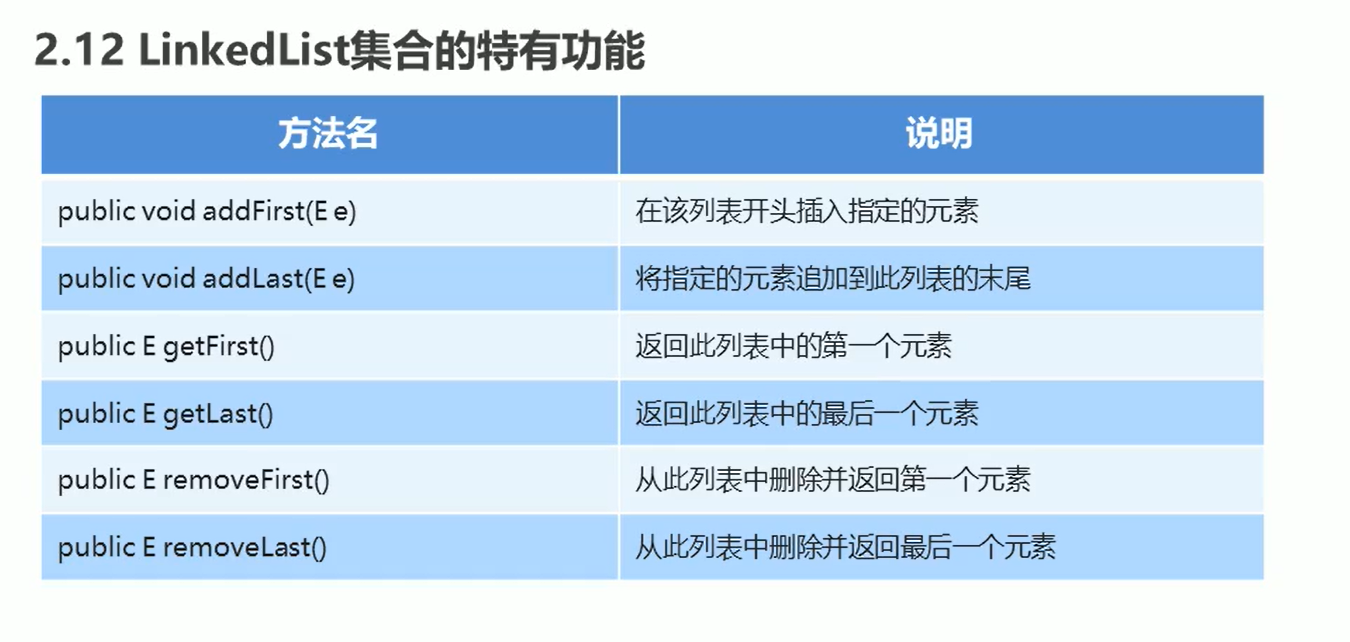 2.12 LinkedList集合的特有功能
方法名 说明
public void addFirst(E e) 在该列表开头插入指定的元素
public void addLast(E e) 将指定的元素追加到此列表的末尾
public E getFirst() 返回此列表中的第一个元素
public E getLast() 返回此列表中的最后一个元素
public E removeFirst() 从此列表中删除并返回第一个元素
public E removeLast() 从此列表中删除并返回最后一个元素